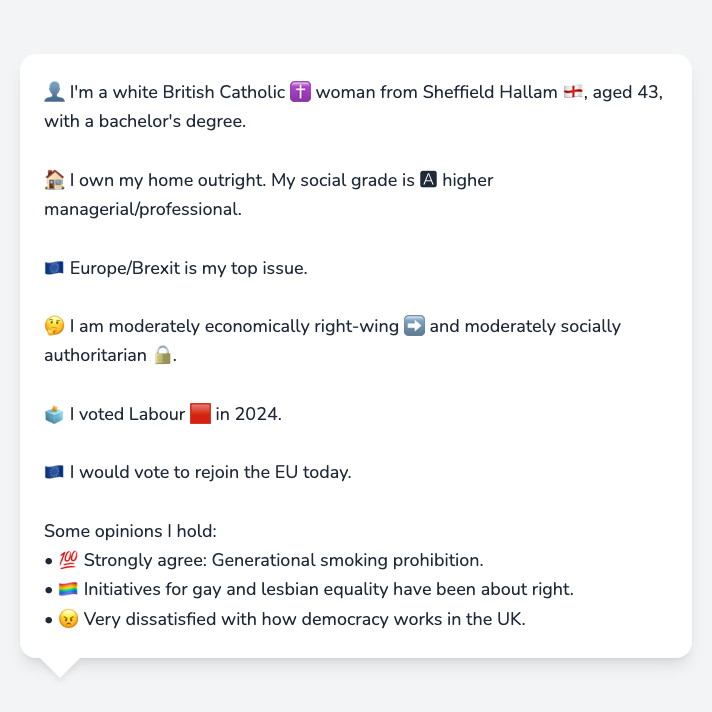 👤 I'm a white British Catholic ✝️ woman from Sheffield Hallam 🏴󠁧󠁢󠁥󠁮󠁧󠁿, aged 43,
with a bachelor's degree.
🏠 I own my home outright. My social grade is 🅰 higher
managerial/professional.
🇪🇺 Europe/Brexit is my top issue.
🤔 I am moderately economically right-wing ➡️ and moderately socially
authoritarian 🔒.
🗳️ I voted Labour 🟥 in 2024.
🇪🇺 I would vote to rejoin the EU today.
Some opinions I hold:
• 💯 Strongly agree: Generational smoking prohibition.
• 🏳️‍🌈 Initiatives for gay and lesbian equality have been about right.
• 😠 Very dissatisfied with how democracy works in the UK.